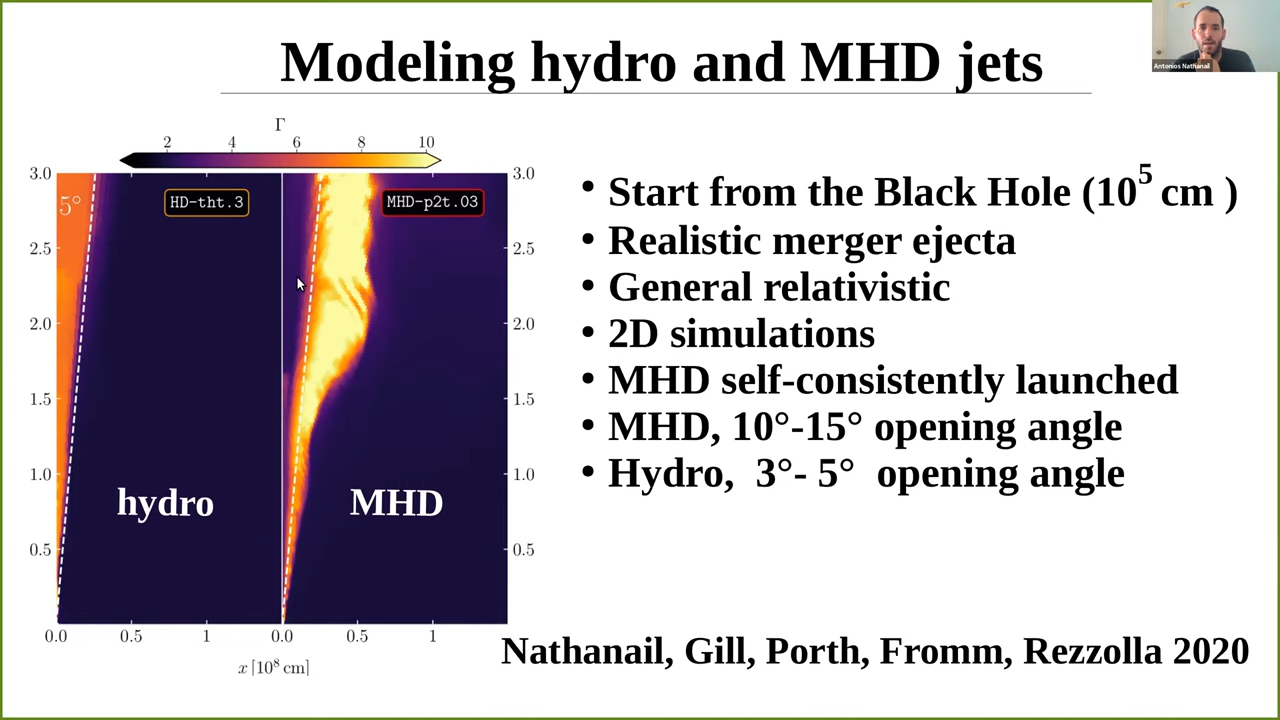 Modeling hydro and MHD jets
Antonios Nathanail
Γ
2 4 6 8 10
3.0 3.0
5° HD-tht.3 MHD-p2t.03
2.5 2.5
2.0 2.0
1.5 1.5
1.0 1.0
hydro MHD
0.5 0.5
0.0 0.5 1 0.0 0.5 1
x [10⁸ cm]
• Start from the Black Hole (10⁵ cm )
• Realistic merger ejecta
• General relativistic
• 2D simulations
• MHD self-consistently launched
• MHD, 10°-15° opening angle
• Hydro, 3°- 5° opening angle
Nathanail, Gill, Porth, Fromm, Rezzolla 2020